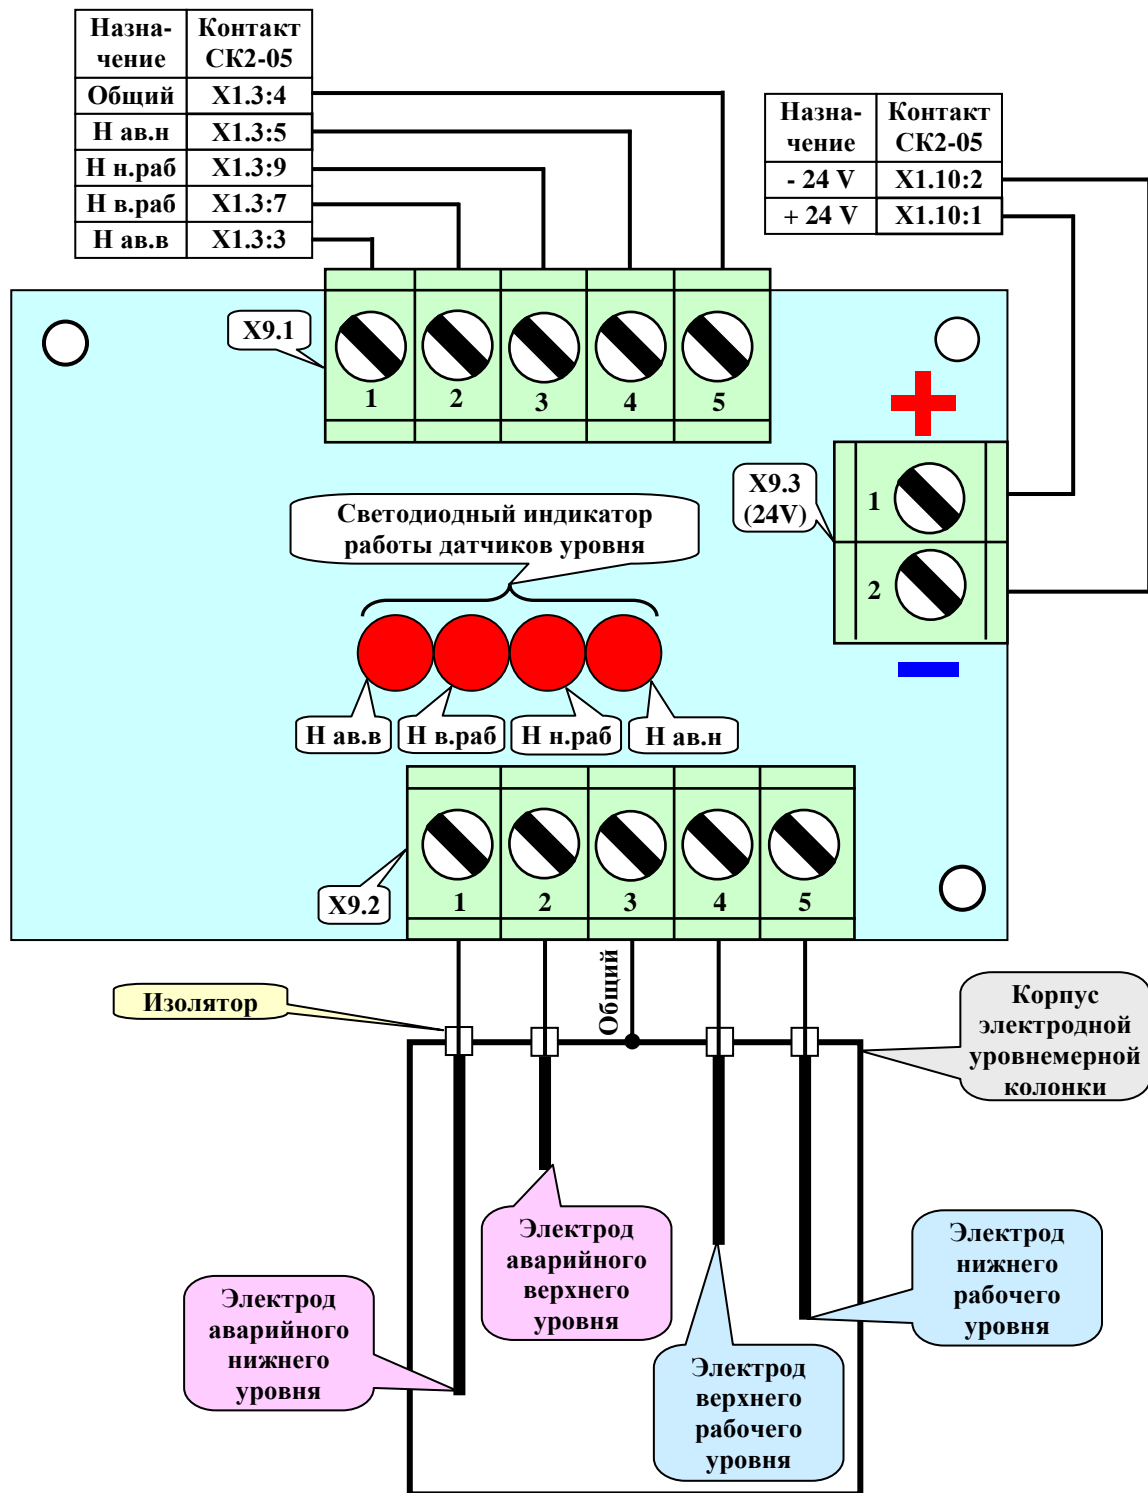 Назна-
чение
Контакт
СК2-05
Общий X1.3:4
Н ав.н X1.3:5
Н н.раб X1.3:9
Н в.раб X1.3:7
Н ав.в X1.3:3
Назна-
чение
Контакт
СК2-05
- 24 V X1.10:2
+ 24 V X1.10:1
X9.1
1 2 3 4 5
X9.3
(24V)
1
2
Светодиодный индикатор
работы датчиков уровня
Н ав.в
Н в.раб
Н н.раб
Н ав.н
X9.2
1 2 3 4 5
Общий
Изолятор
Корпус
электродной
уровнемерной
колонки
Электрод
аварийного
верхнего
уровня
Электрод
нижнего
рабочего
уровня
Электрод
аварийного
нижнего
уровня
Электрод
верхнего
рабочего
уровня